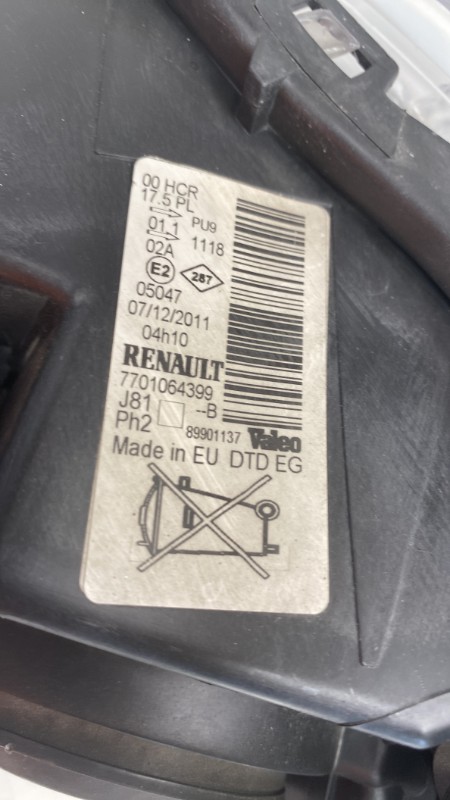 00 HCR
17.5 PL
PU9
01.1
1118
02A
E2
287
05047
07/12/2011
04h10
RENAULT
7701064399
J81 --B
Ph2 89901137 Valeo
Made in EU DTD EG